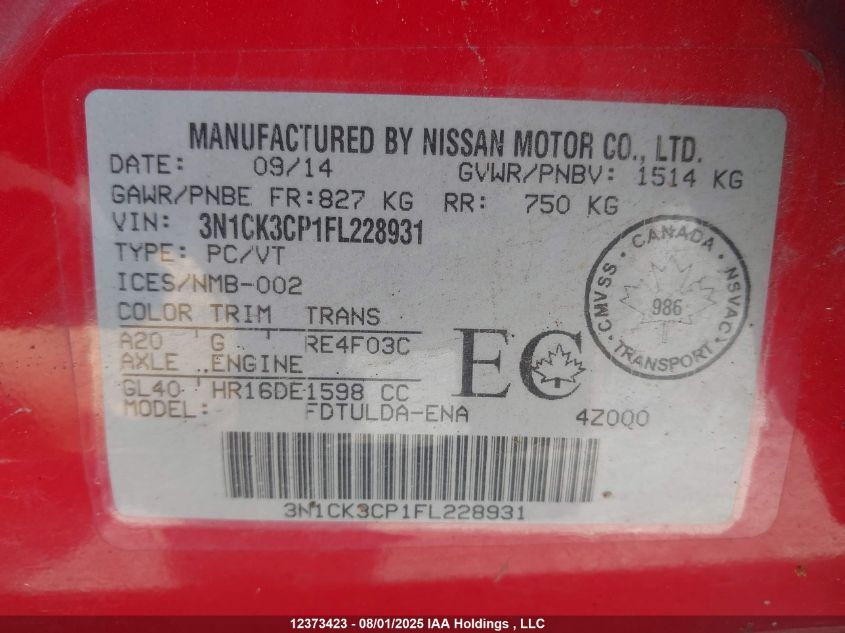 MANUFACTURED BY NISSAN MOTOR CO., LTD.
DATE: 09/14 GVWR/PNBV: 1514 KG
GAWR/PNBE FR:827 KG RR: 750 KG
VIN: 3N1CK3CP1FL228931
TYPE: PC/VT
ICES/NMB-002
COLOR TRIM TRANS
A20 G RE4F03C
AXLE ENGINE
GL40 HR16DE1598 CC
MODEL: FDTULDA-ENA 4Z000
EC
CMVSS • CANADA • NSVAC
986
TRANSPORT
3N1CK3CP1FL228931
12373423 - 08/01/2025 IAA Holdings , LLC